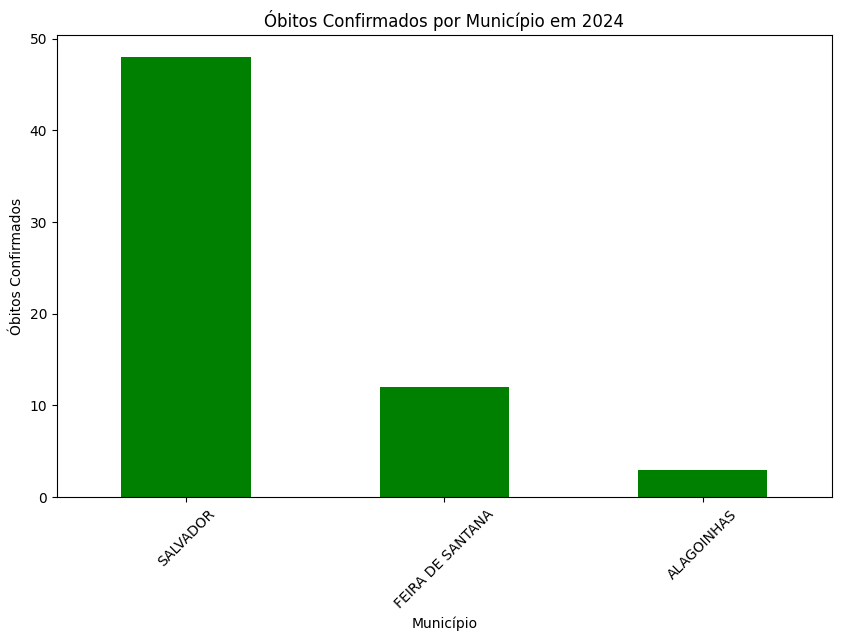 Óbitos Confirmados por Município em 2024
Óbitos Confirmados
50
40
30
20
10
0
SALVADOR
FEIRA DE SANTANA
ALAGOINHAS
Município